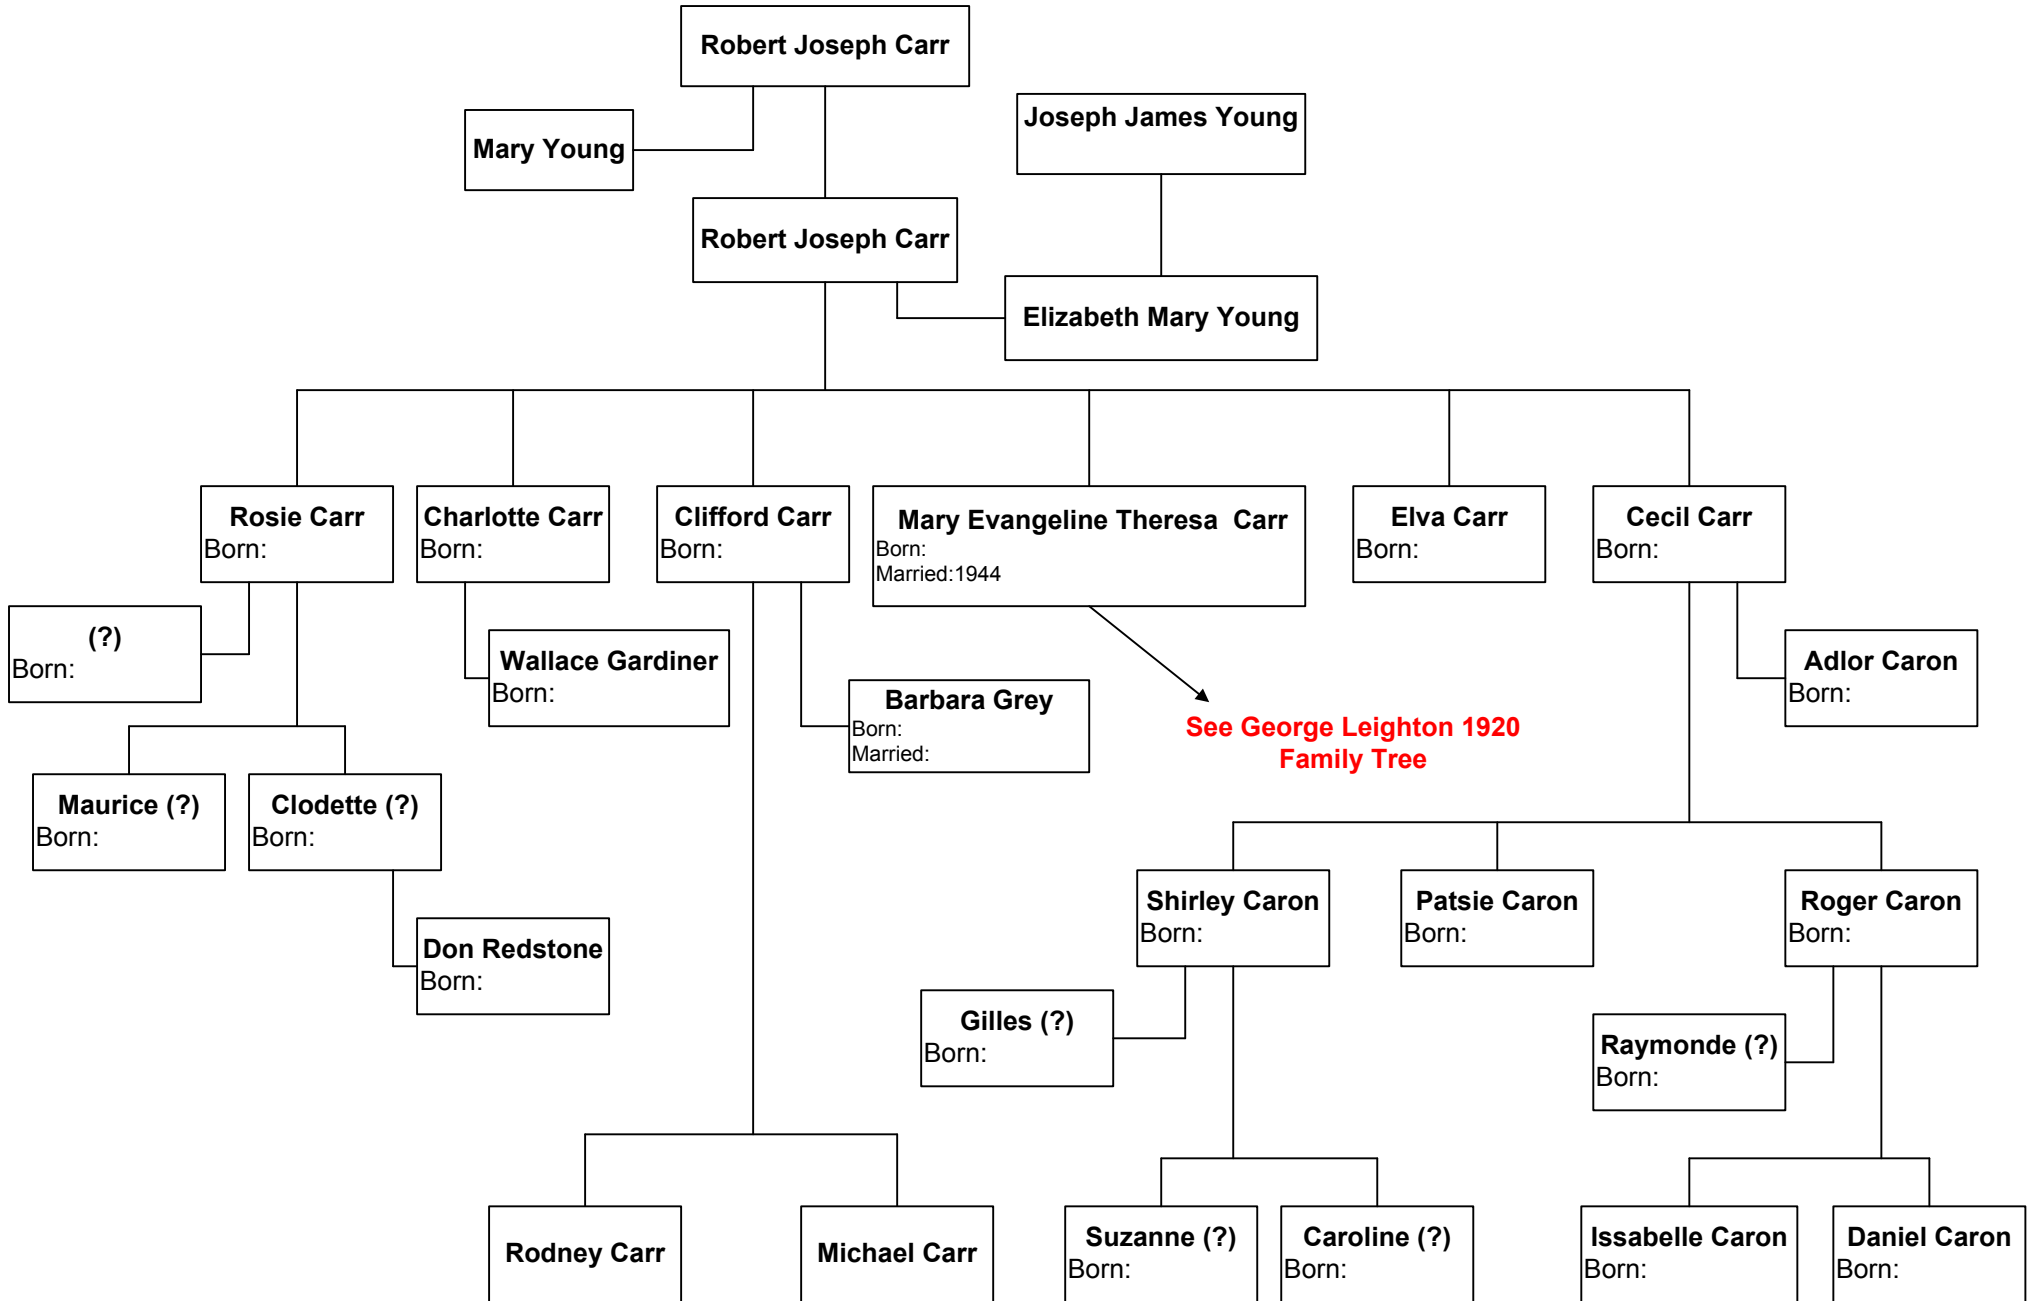 Robert Joseph Carr
Joseph James Young
Mary Young
Robert Joseph Carr
Elizabeth Mary Young
Rosie Carr
Born:
Charlotte Carr
Born:
Clifford Carr
Born:
Mary Evangeline Theresa  Carr
Born:
Married:1944
Elva Carr
Born:
Cecil Carr
Born:
(?)
Born:
Wallace Gardiner
Born:
Barbara Grey
Born:
Married:
See George Leighton 1920
Family Tree
Adlor Caron
Born:
Maurice (?)
Born:
Clodette (?)
Born:
Don Redstone
Born:
Shirley Caron
Born:
Patsie Caron
Born:
Roger Caron
Born:
Gilles (?)
Born:
Raymonde (?)
Born:
Rodney Carr
Michael Carr
Suzanne (?)
Born:
Caroline (?)
Born:
Issabelle Caron
Born:
Daniel Caron
Born: